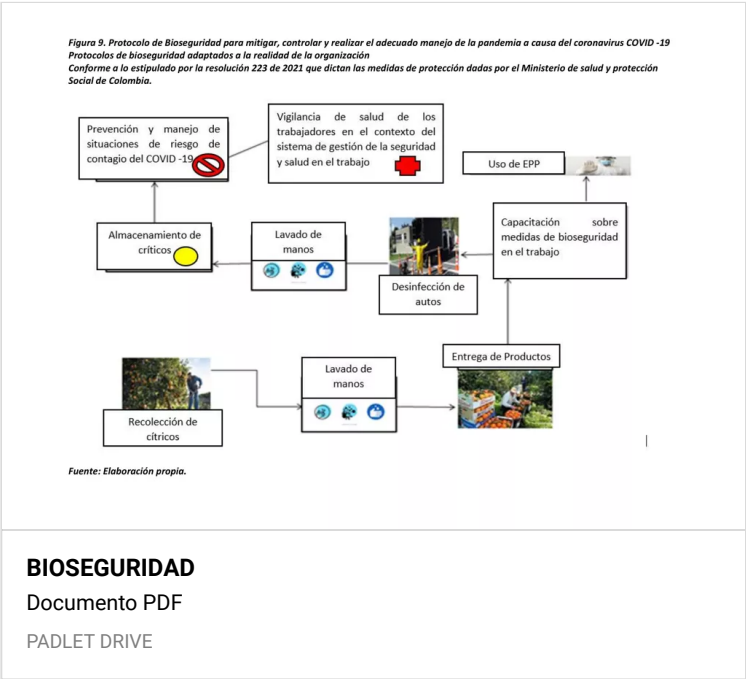 Figura 9. Protocolo de Bioseguridad para mitigar, controlar y realizar el adecuado manejo de la pandemia a causa del coronavirus COVID -19
Protocolos de bioseguridad adaptados a la realidad de la organización
Conforme a lo estipulado por la resolución 223 de 2021 que dictan las medidas de protección dadas por el Ministerio de salud y protección
Social de Colombia.
Prevención y manejo de
situaciones de riesgo de
contagio del COVID -19
Vigilancia de salud de los
trabajadores en el contexto del
sistema de gestión de la seguridad
y salud en el trabajo
Uso de EPP
Almacenamiento de
críticos
Lavado de
manos
Desinfección de
autos
Capacitación sobre
medidas de bioseguridad
en el trabajo
Recolección de
cítricos
Lavado de
manos
Entrega de Productos
Fuente: Elaboración propia.
BIOSEGURIDAD
Documento PDF
PADLET DRIVE